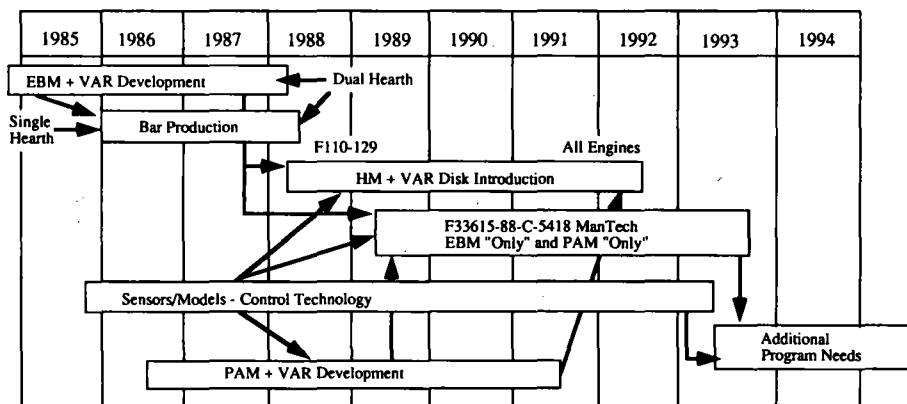 1985 1986 1987 1988 1989 1990 1991 1992 1993 1994
EBM + VAR Development
Dual Hearth
Single
Hearth
Bar Production
F110-129
All Engines
HM + VAR Disk Introduction
F33615-88-C-5418 ManTech
EBM "Only" and PAM "Only"
Sensors/Models - Control Technology
Additional
Program Needs
PAM + VAR Development